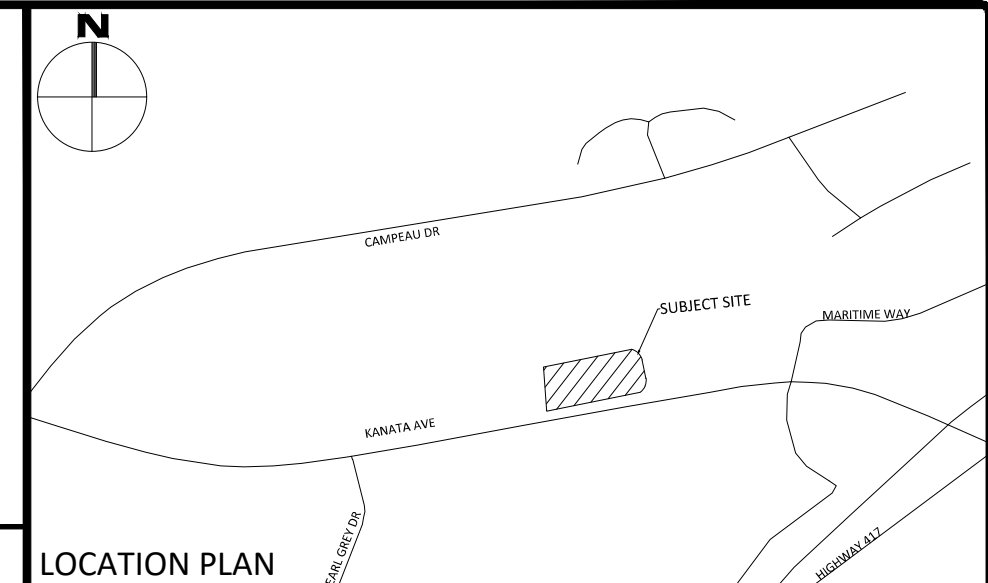 N
CAMPEAU DR
SUBJECT SITE
MARITIME WAY
KANATA AVE
EARL GREY DR
HIGHWAY 417
LOCATION PLAN